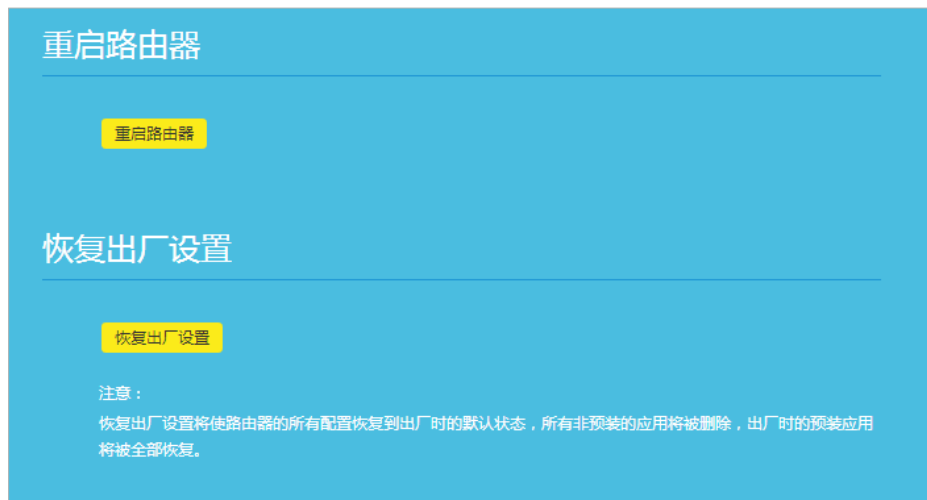 重启路由器
重启路由器
恢复出厂设置
恢复出厂设置
注意：
恢复出厂设置将使路由器的所有配置恢复到出厂时的默认状态，所有非预装的应用将被删除，出厂时的预装应用
将被全部恢复。